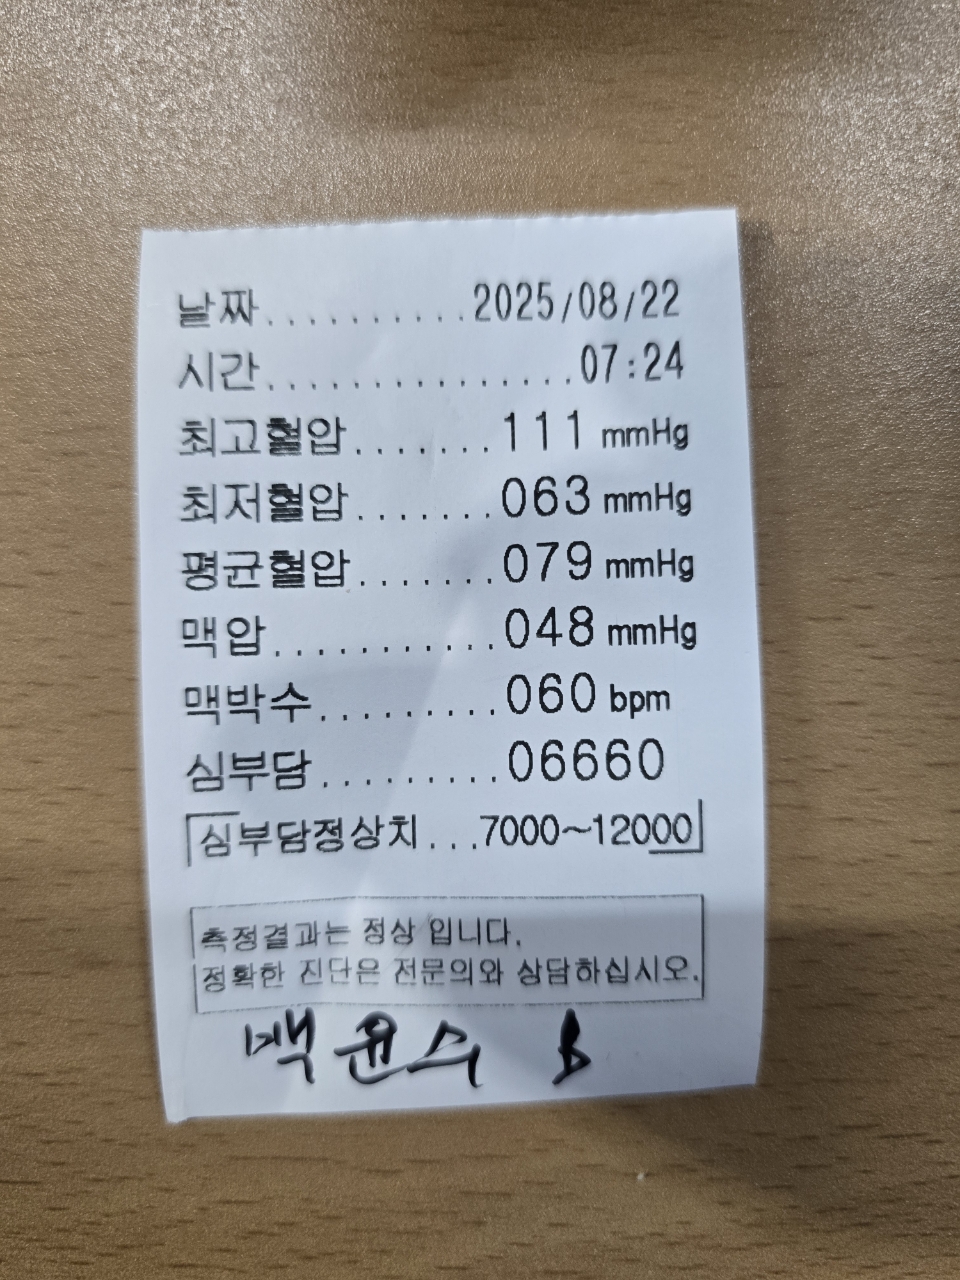 날짜..........2025/08/22
시간...............07:24
최고혈압.......111 mmHg
최저혈압.......063 mmHg
평균혈압.......079 mmHg
맥압...........048 mmHg
맥박수.........060 bpm
심부담.........06660
심부담정상치...7000~12000
측정결과는 정상 입니다.
정확한 진단은 전문의와 상담하십시오.
백윤